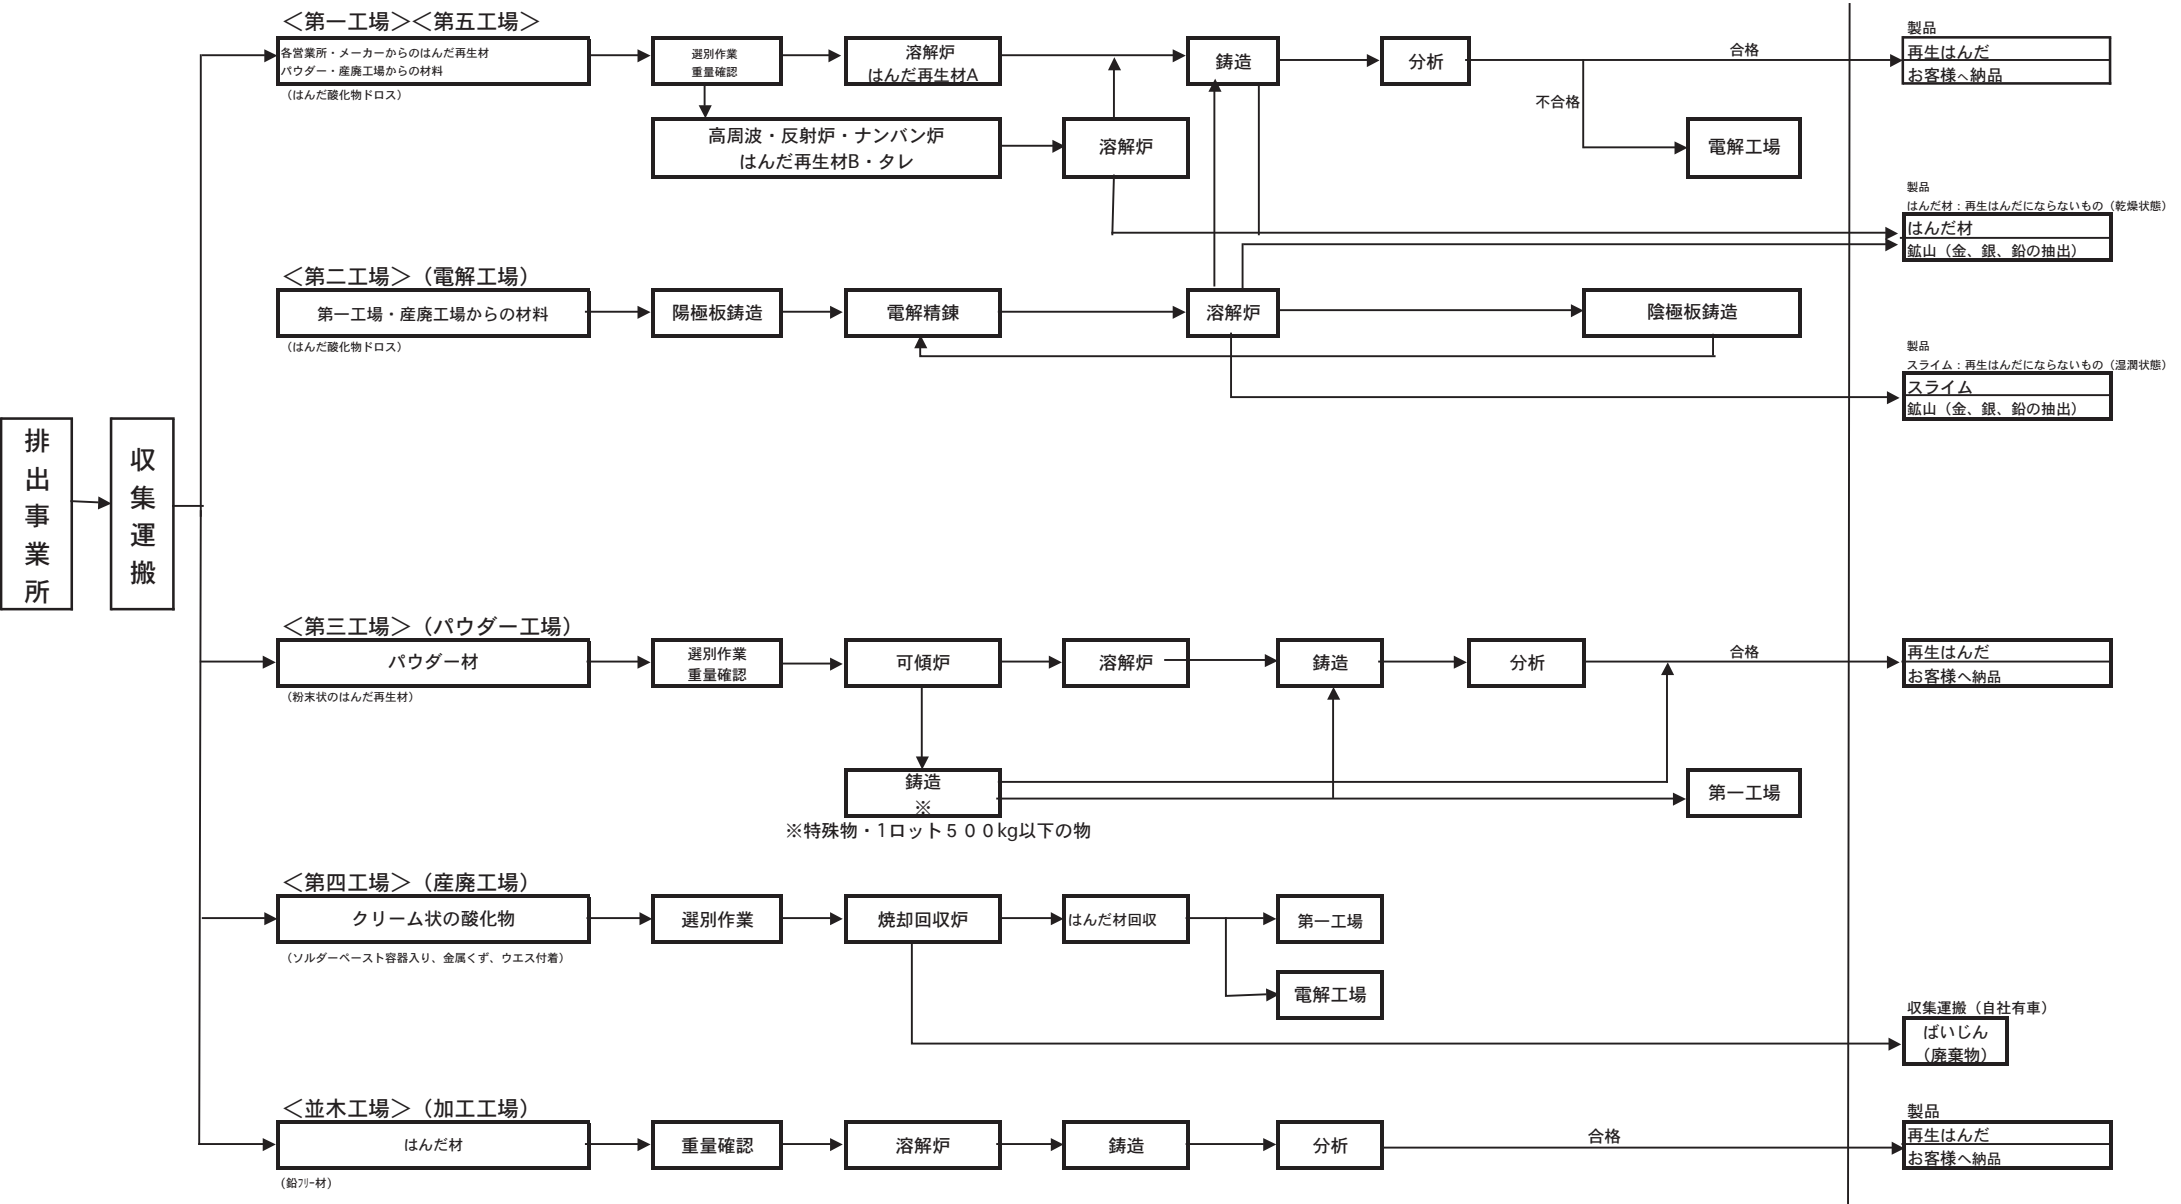 排出事業所
収集運搬
＜第一工場＞＜第五工場＞
各営業所・メーカーからのはんだ再生材
パウダー・産廃工場からの材料
（はんだ酸化物ドロス）
選別作業
重量確認
溶解炉
はんだ再生材A
鋳造
分析
合格
不合格
製品
再生はんだ
お客様へ納品
高周波・反射炉・ナンバン炉
はんだ再生材B・タレ
溶解炉
電解工場
製品
はんだ材：再生はんだにならないもの（乾燥状態）
はんだ材
鉱山（金、銀、鉛の抽出）
＜第二工場＞（電解工場）
第一工場・産廃工場からの材料
（はんだ酸化物ドロス）
陽極板鋳造
電解精錬
溶解炉
陰極板鋳造
製品
スライム：再生はんだにならないもの（湿潤状態）
スライム
鉱山（金、銀、鉛の抽出）
＜第三工場＞（パウダー工場）
パウダー材
（粉末状のはんだ再生材）
選別作業
重量確認
可傾炉
溶解炉
鋳造
分析
合格
再生はんだ
お客様へ納品
鋳造
※
※特殊物・1ロット５００kg以下の物
第一工場
＜第四工場＞（産廃工場）
クリーム状の酸化物
（ソルダーペースト容器入り、金属くず、ウエス付着）
選別作業
焼却回収炉
はんだ材回収
第一工場
電解工場
収集運搬（自社有車）
ばいじん
（廃棄物）
＜並木工場＞（加工工場）
はんだ材
(鉛ﾌﾘｰ材)
重量確認
溶解炉
鋳造
分析
合格
製品
再生はんだ
お客様へ納品